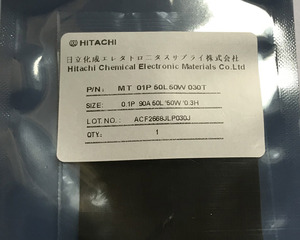 HITACHI
日立化成エレタトロニタスサプライ株式会社
Hitachi Chemical Electronic Materials Co.Ltd
P/N: MT 01P 50L 50W 030T
SIZE: 0.1P 90A 50L*50W*0.3H
LOT NO.: ACF2668JLP030J
QTY.: 1